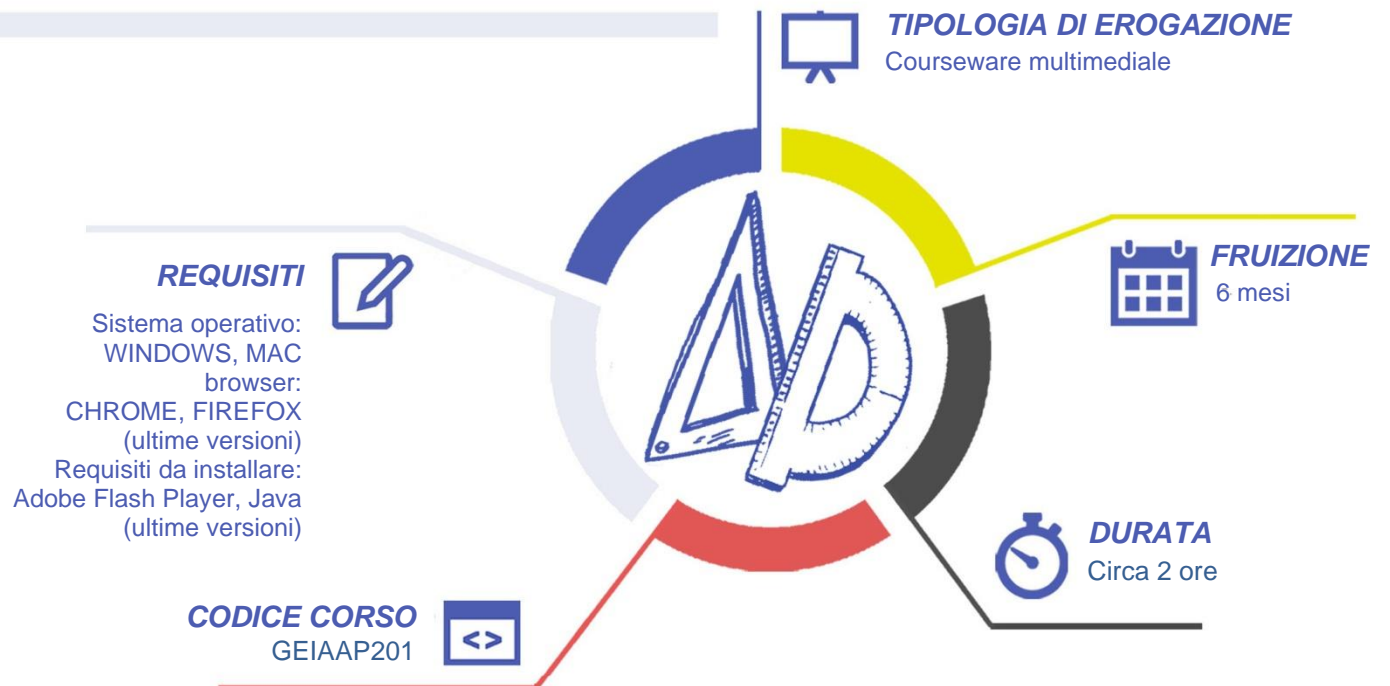 TIPOLOGIA DI EROGAZIONE
Courseware multimediale
FRUIZIONE
6 mesi
REQUISITI
Sistema operativo:
WINDOWS, MAC
browser:
CHROME, FIREFOX
(ultime versioni)
Requisiti da installare:
Adobe Flash Player, Java
(ultime versioni)
DURATA
Circa 2 ore
CODICE CORSO
GEIAAP201
<>